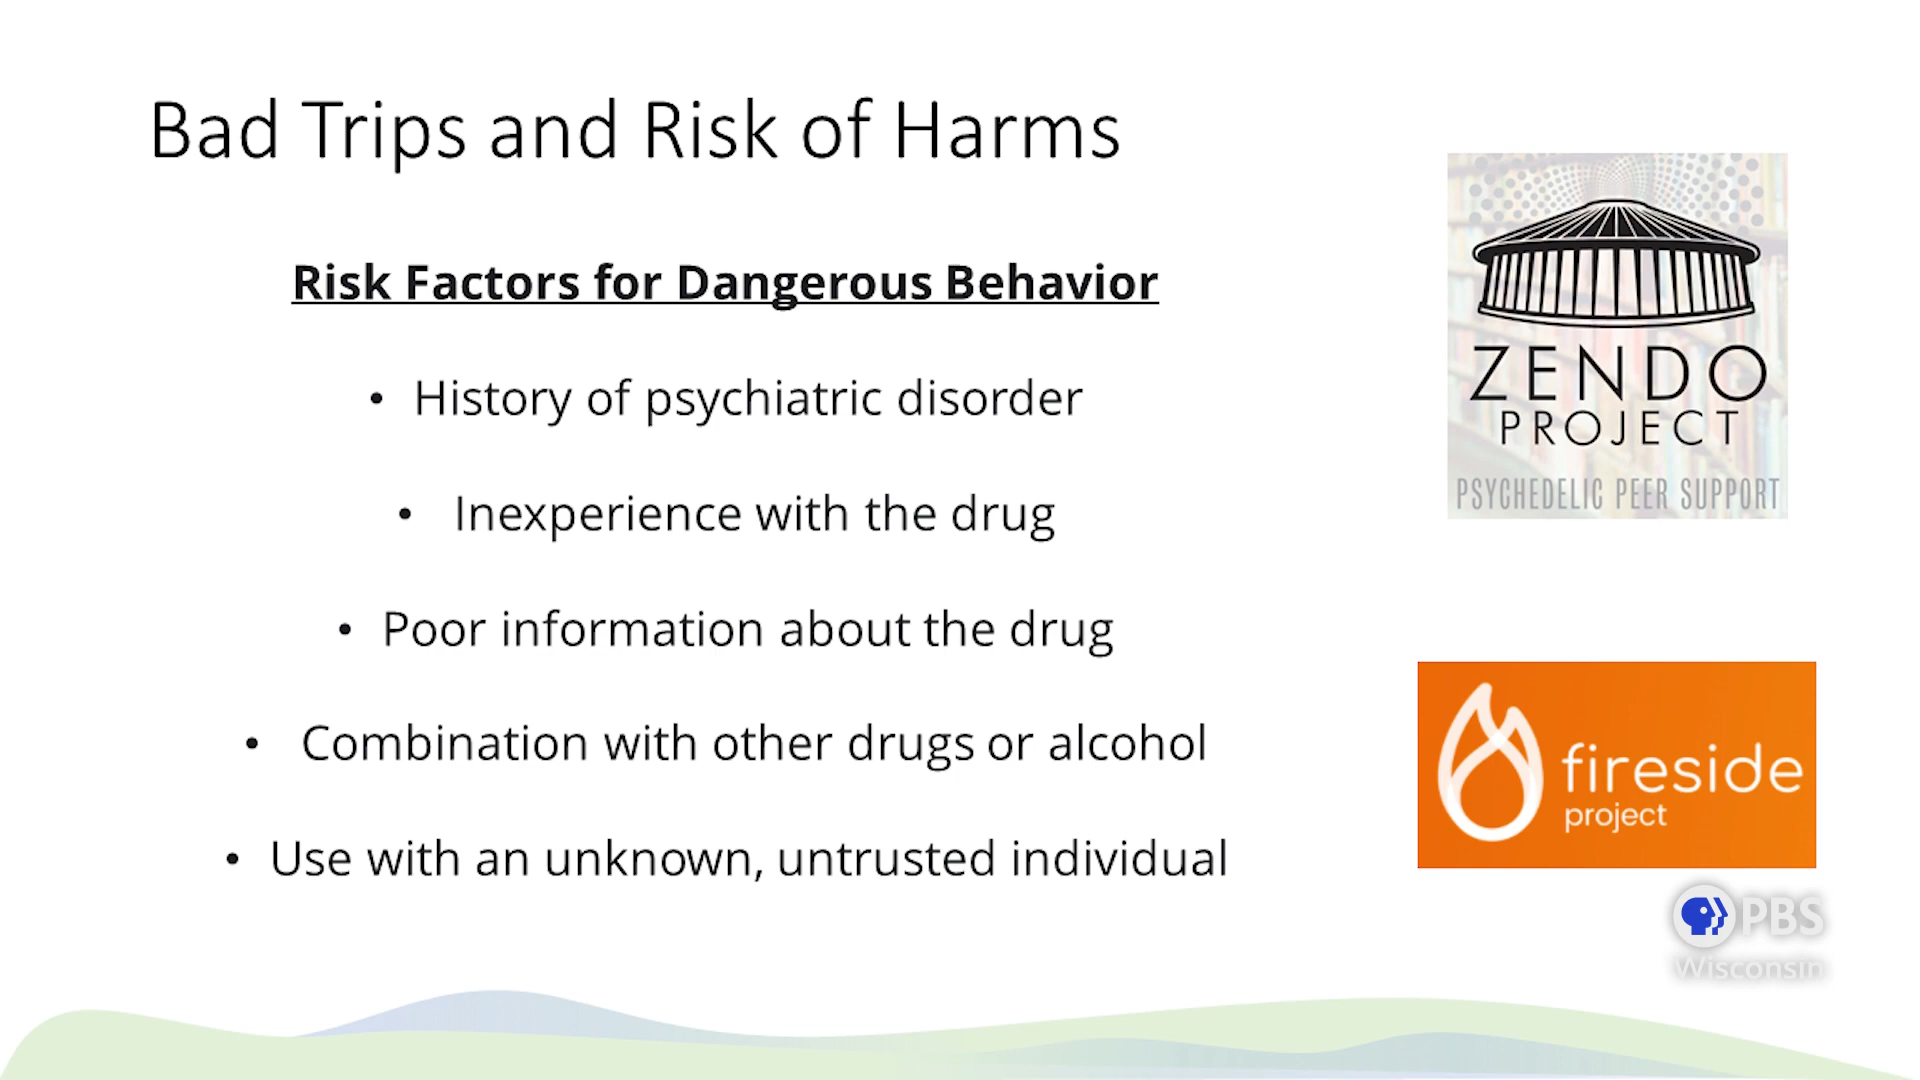 Bad Trips and Risk of Harms
Risk Factors for Dangerous Behavior
• History of psychiatric disorder
• Inexperience with the drug
• Poor information about the drug
• Combination with other drugs or alcohol
• Use with an unknown, untrusted individual
ZENDO
PROJECT
PSYCHEDELIC PEER SUPPORT
fireside
project
PBS
Wisconsin